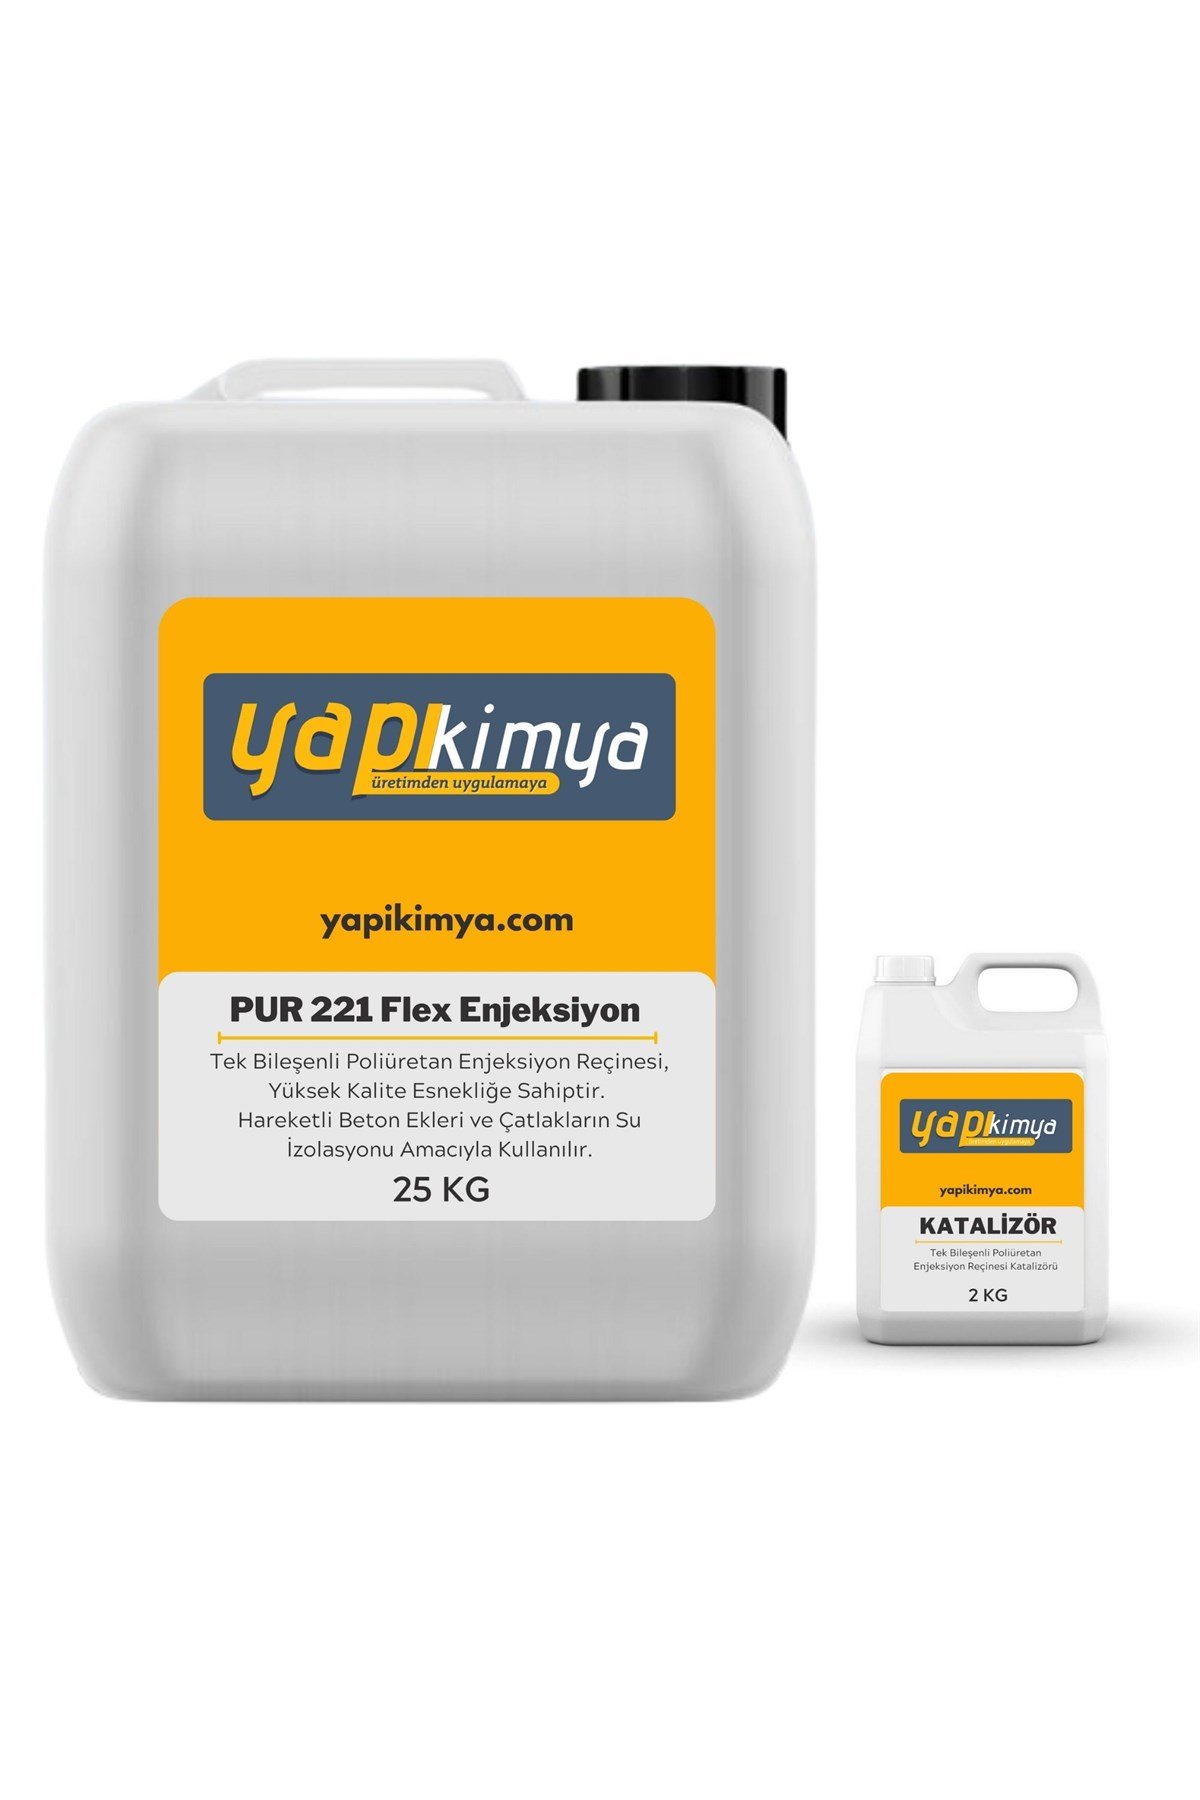 yapıkimya
üretimden uygulamaya
yapikimya.com
PUR 221 Flex Enjeksiyon
Tek Bileşenli Poliüretan Enjeksiyon Reçinesi,
Yüksek Kalite Esnekliğe Sahiptir.
Hareketli Beton Ekleri ve Çatlakların Su
İzolasyonu Amacıyla Kullanılır.
25 KG
yapıkimya
üretimden uygulamaya
yapikimya.com
KATALİZÖR
Tek Bileşenli Poliüretan
Enjeksiyon Reçinesi Katalizörü
2 KG